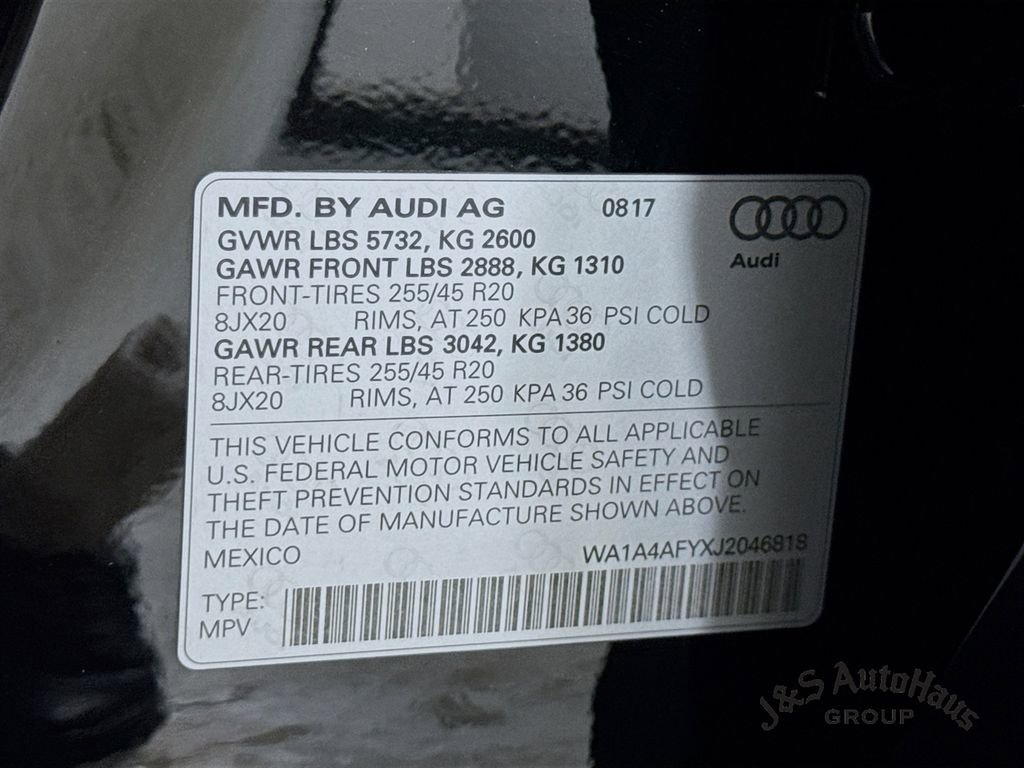 MFD. BY AUDI AG 0817
Audi
GVWR LBS 5732, KG 2600
GAWR FRONT LBS 2888, KG 1310
FRONT-TIRES 255/45 R20
8JX20 RIMS, AT 250 KPA 36 PSI COLD
GAWR REAR LBS 3042, KG 1380
REAR-TIRES 255/45 R20
8JX20 RIMS, AT 250 KPA 36 PSI COLD
THIS VEHICLE CONFORMS TO ALL APPLICABLE
U.S. FEDERAL MOTOR VEHICLE SAFETY AND
THEFT PREVENTION STANDARDS IN EFFECT ON
THE DATE OF MANUFACTURE SHOWN ABOVE.
MEXICO WA1A4AFYXJ2046818
TYPE:
MPV
J&S AutoHaus
GROUP